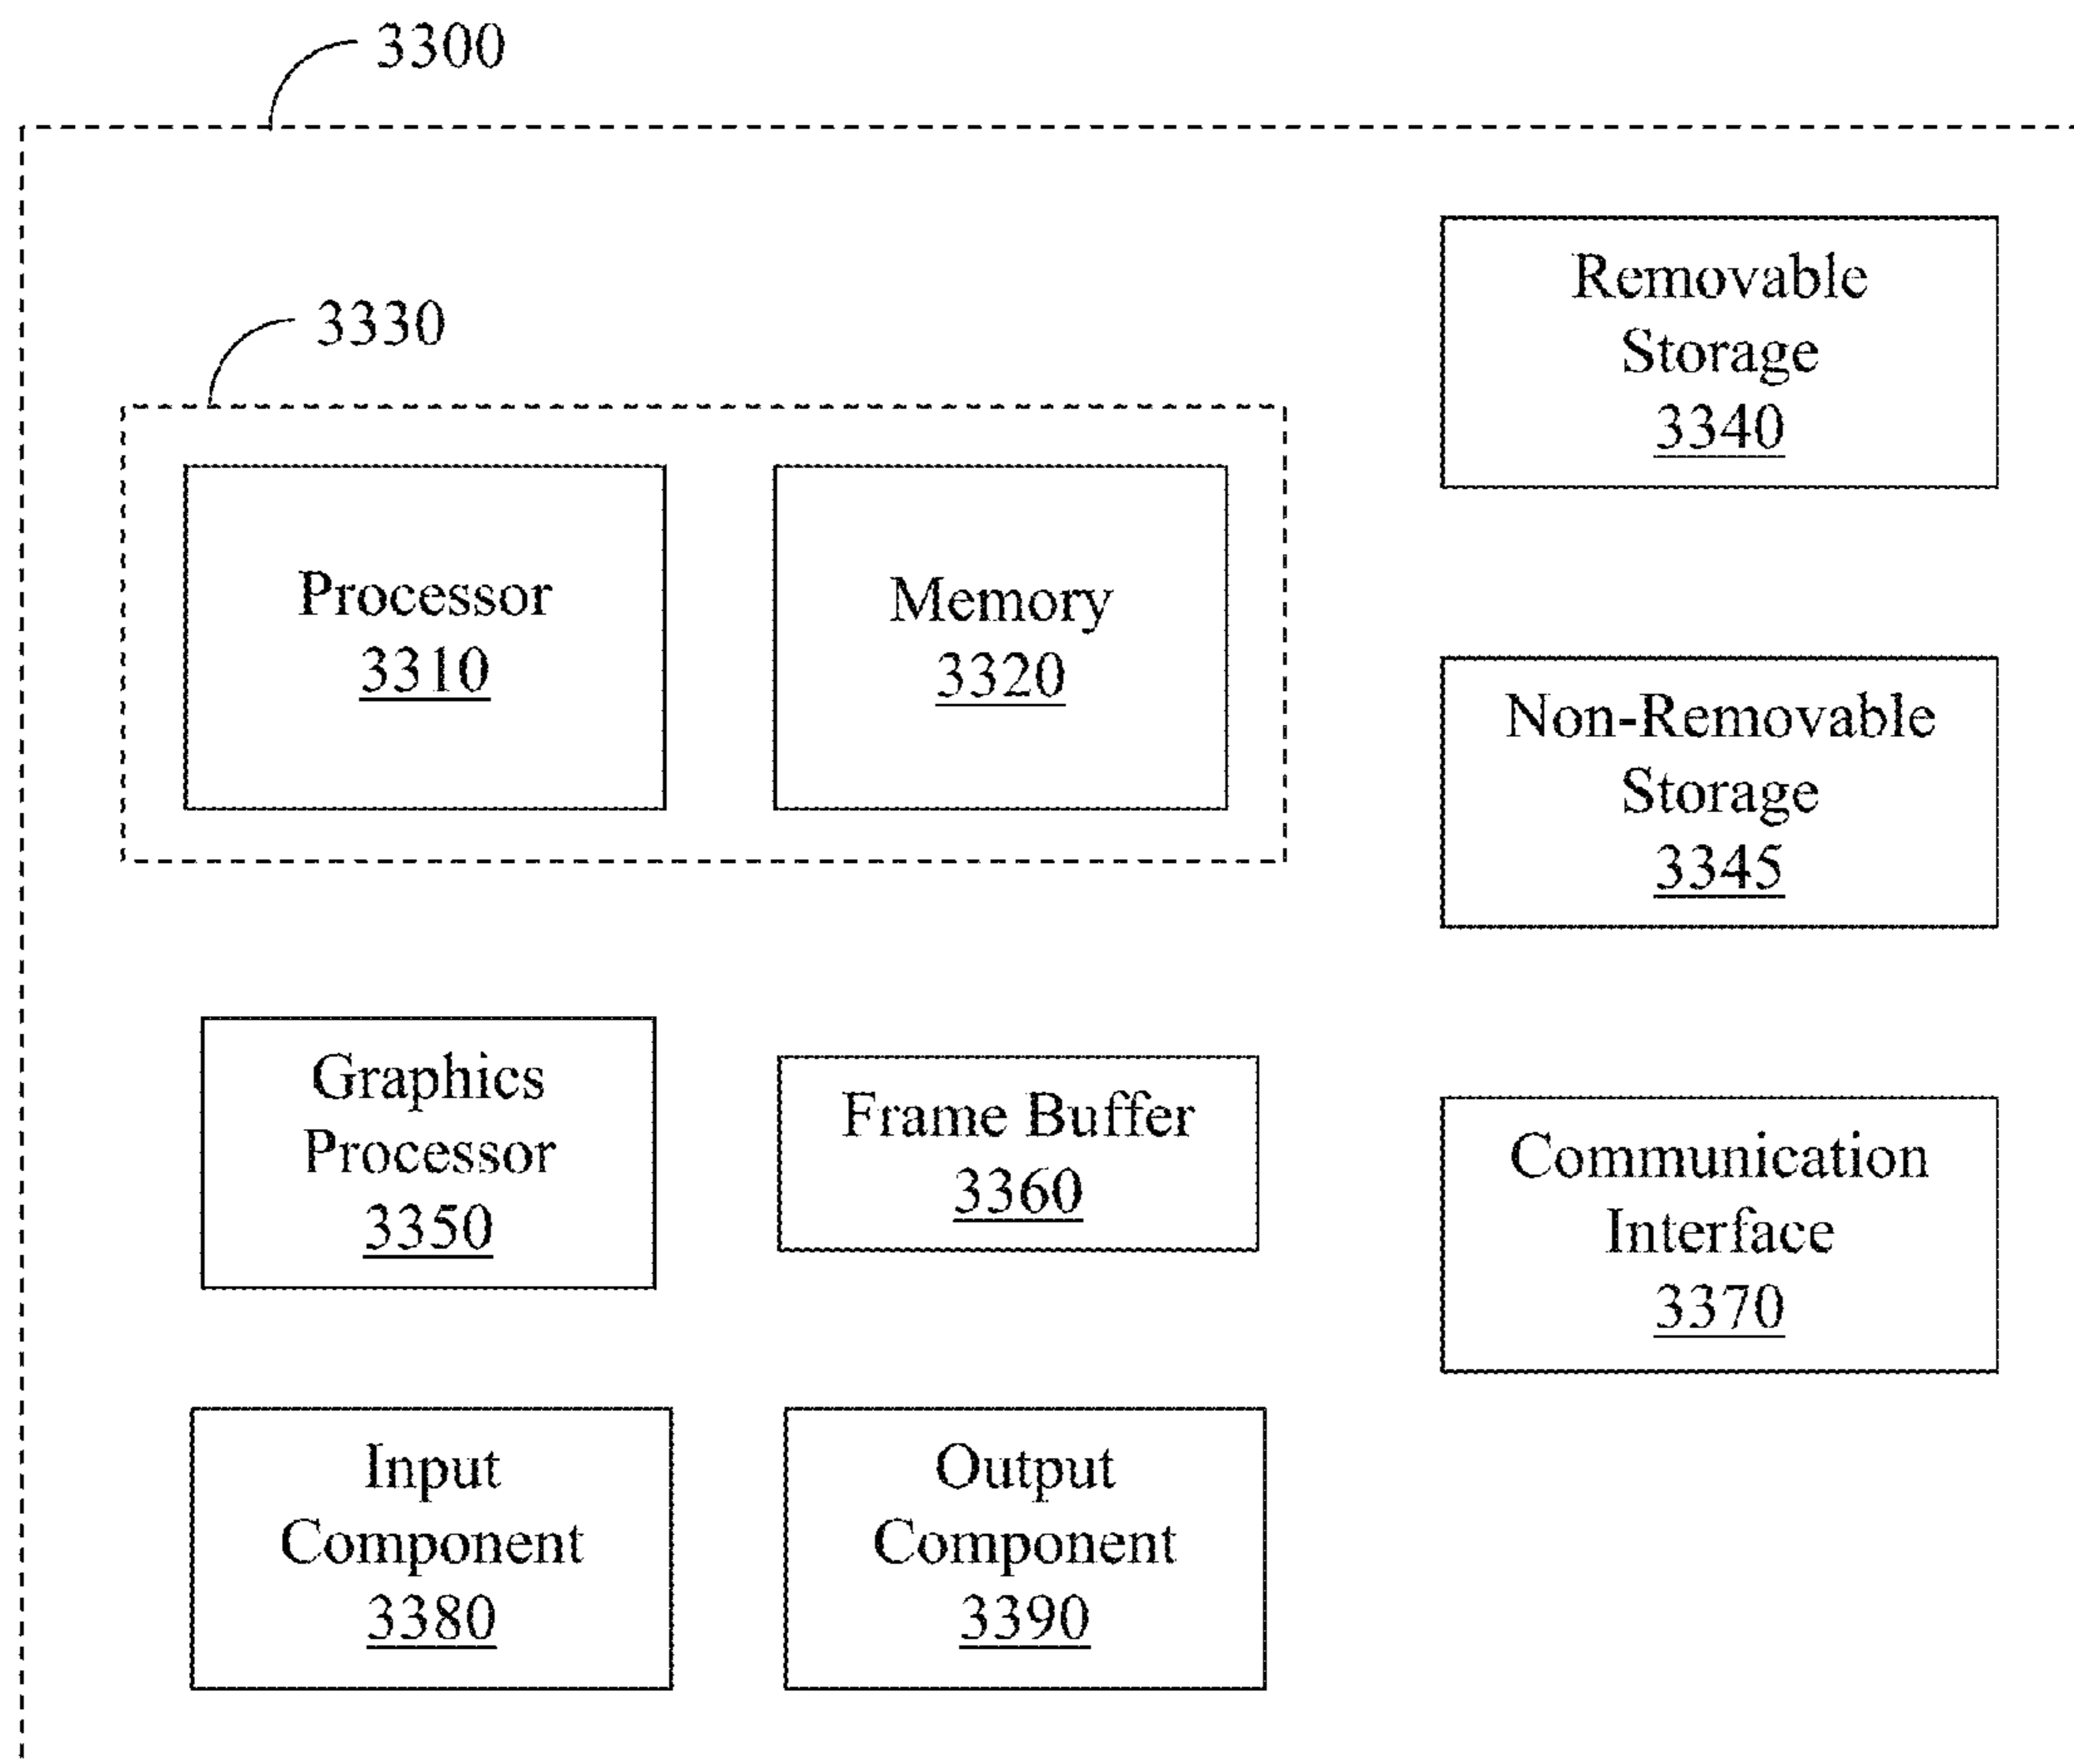 3300
3330
Processor
3310
Memory
3320
Removable
Storage
3340
Non-Removable
Storage
3345
Graphics
Processor
3350
Frame Buffer
3360
Communication
Interface
3370
Input
Component
3380
Output
Component
3390